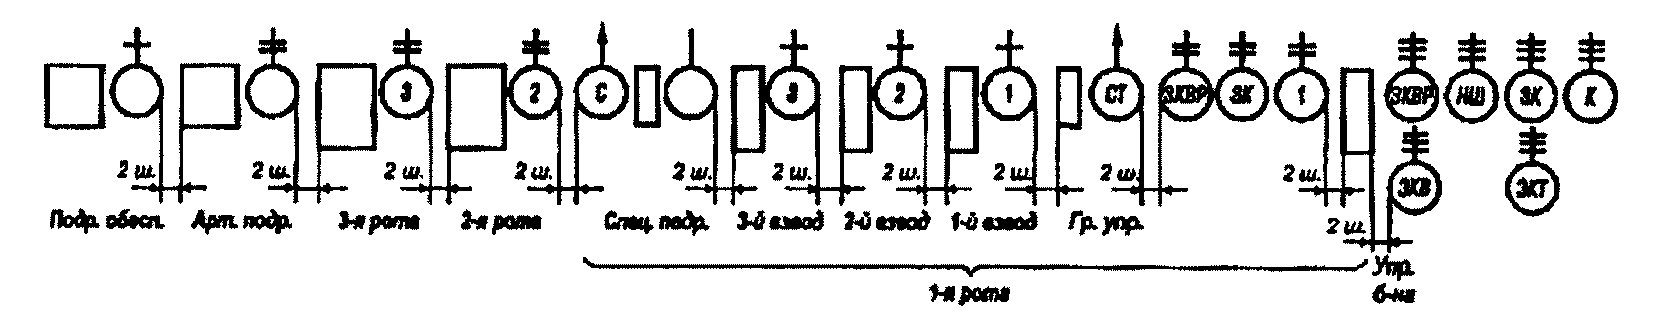 3 2 С 3 2 1 СТ ЗКВР ЗК 1 ЗКВР НШ ЗК К
ЗКВ ЗКТ
2 ш. 2 ш. 2 ш. 2 ш. 2 ш. 2 ш. 2 ш. 2 ш. 2 ш. 2 ш.
Подр. обесп. Арт. подр. 3-я рота 2-я рота Спец. подр. 3-й взвод 2-й взвод 1-й взвод Гр. упр.
2 ш.
Упр.
б-на
1-я рота